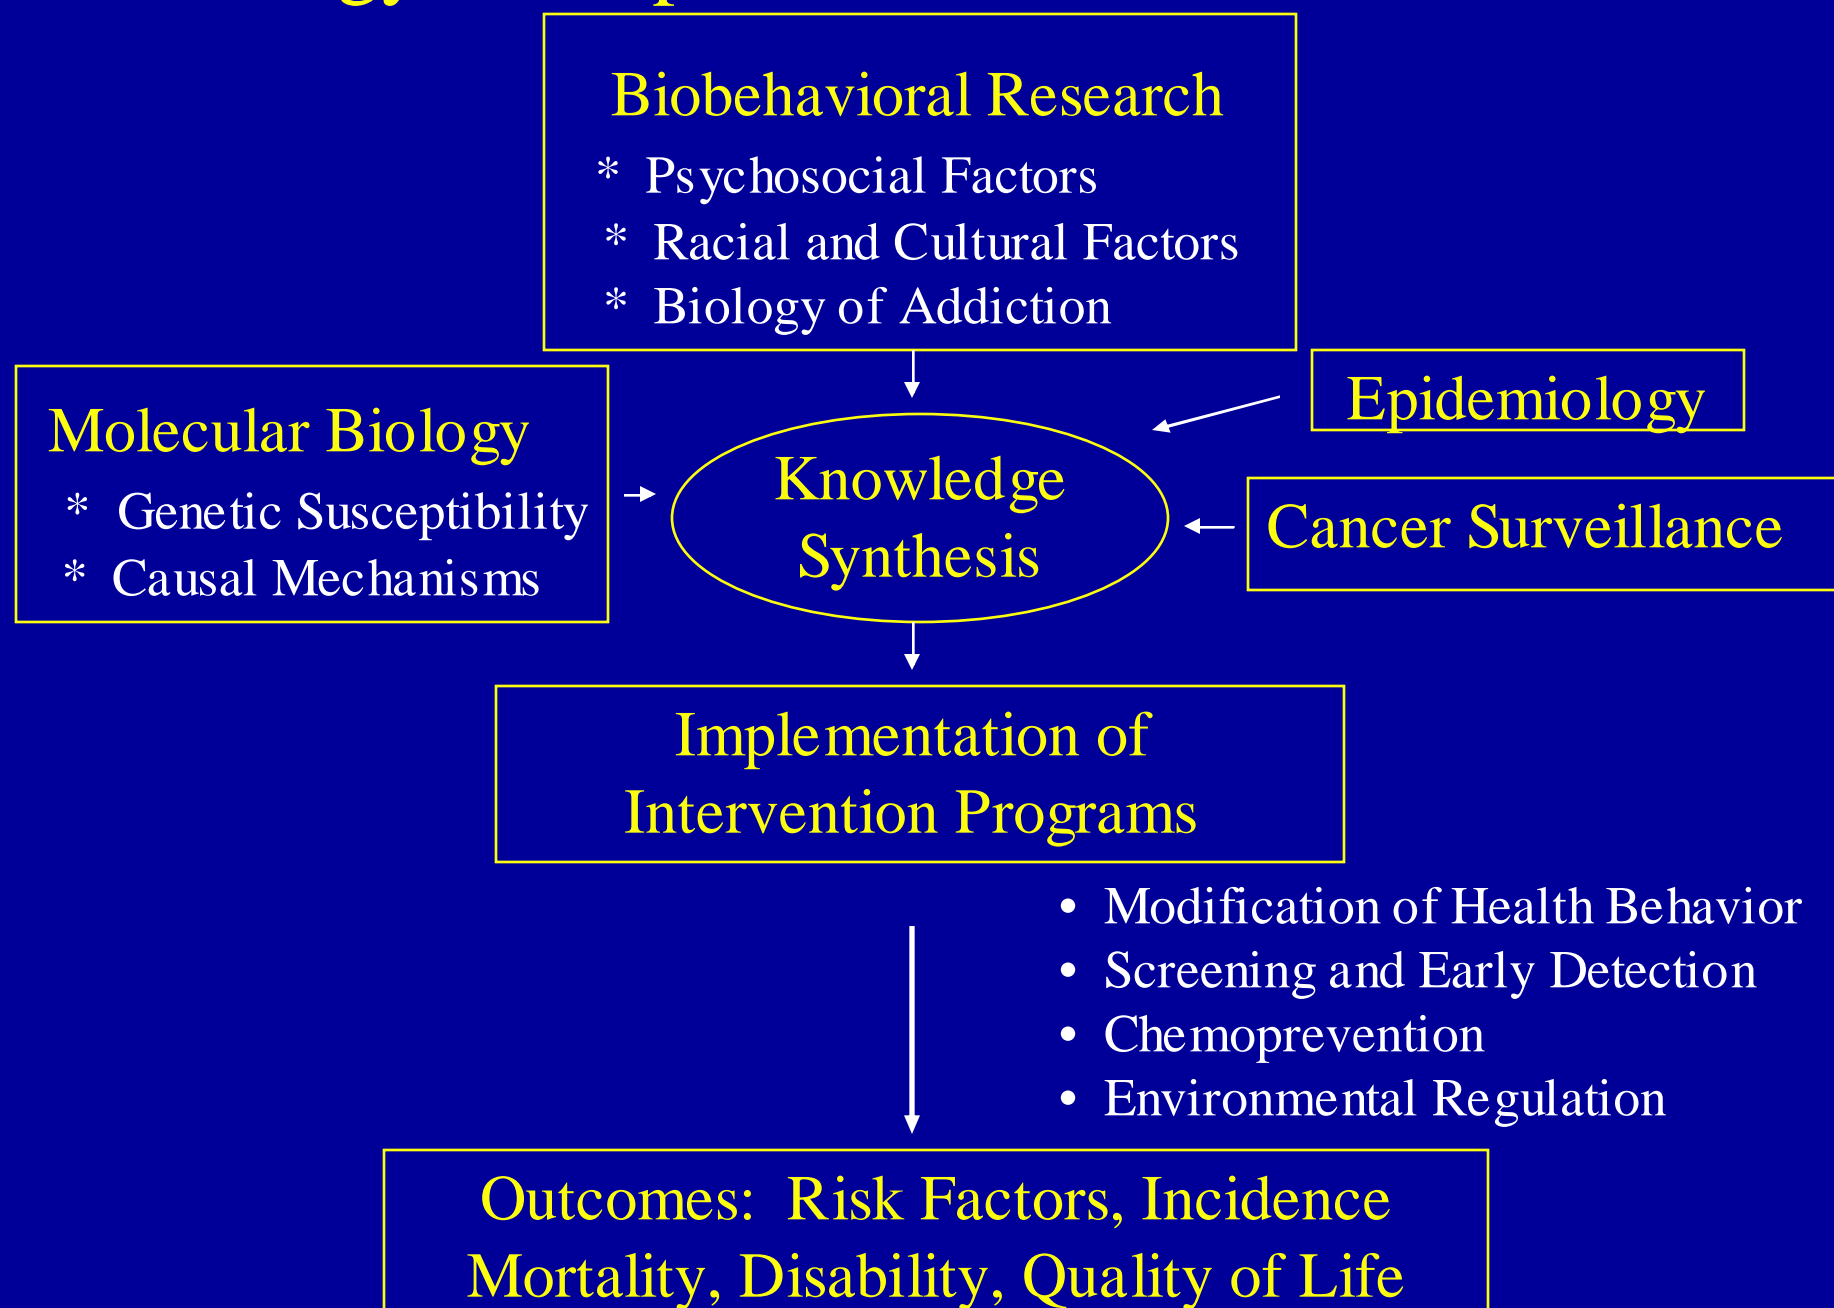 Biobehavioral Research
* Psychosocial Factors
* Racial and Cultural Factors
* Biology of Addiction
Epidemiology
Molecular Biology
* Genetic Susceptibility
* Causal Mechanisms
Knowledge
Synthesis
Cancer Surveillance
Implementation of
Intervention Programs
• Modification of Health Behavior
• Screening and Early Detection
• Chemoprevention
• Environmental Regulation
Outcomes: Risk Factors, Incidence
Mortality, Disability, Quality of Life